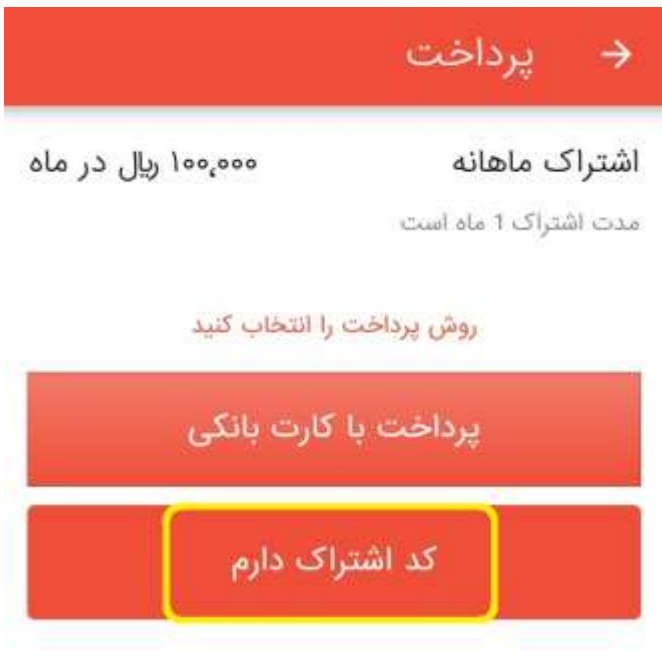 پرداخت
اشتراک ماهانه ۱۰۰,۰۰۰ ریال در ماه
مدت اشتراک 1 ماه است
روش پرداخت را انتخاب کنید
پرداخت با کارت بانکی
کد اشتراک دارم